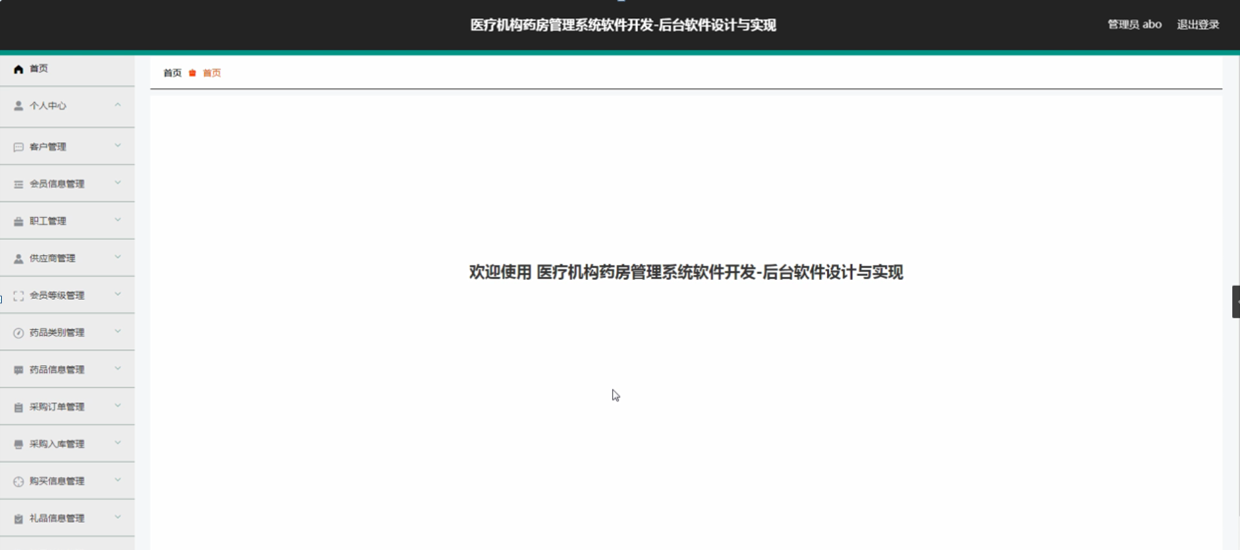 医疗机构药房管理系统软件开发-后台软件设计与实现
管理员 abo 退出登录
首页
首页 首页
个人中心
客户管理
会员信息管理
职工管理
供应商管理
欢迎使用 医疗机构药房管理系统软件开发-后台软件设计与实现
会员等级管理
药品类别管理
药品信息管理
采购订单管理
采购入库管理
购买信息管理
礼品信息管理